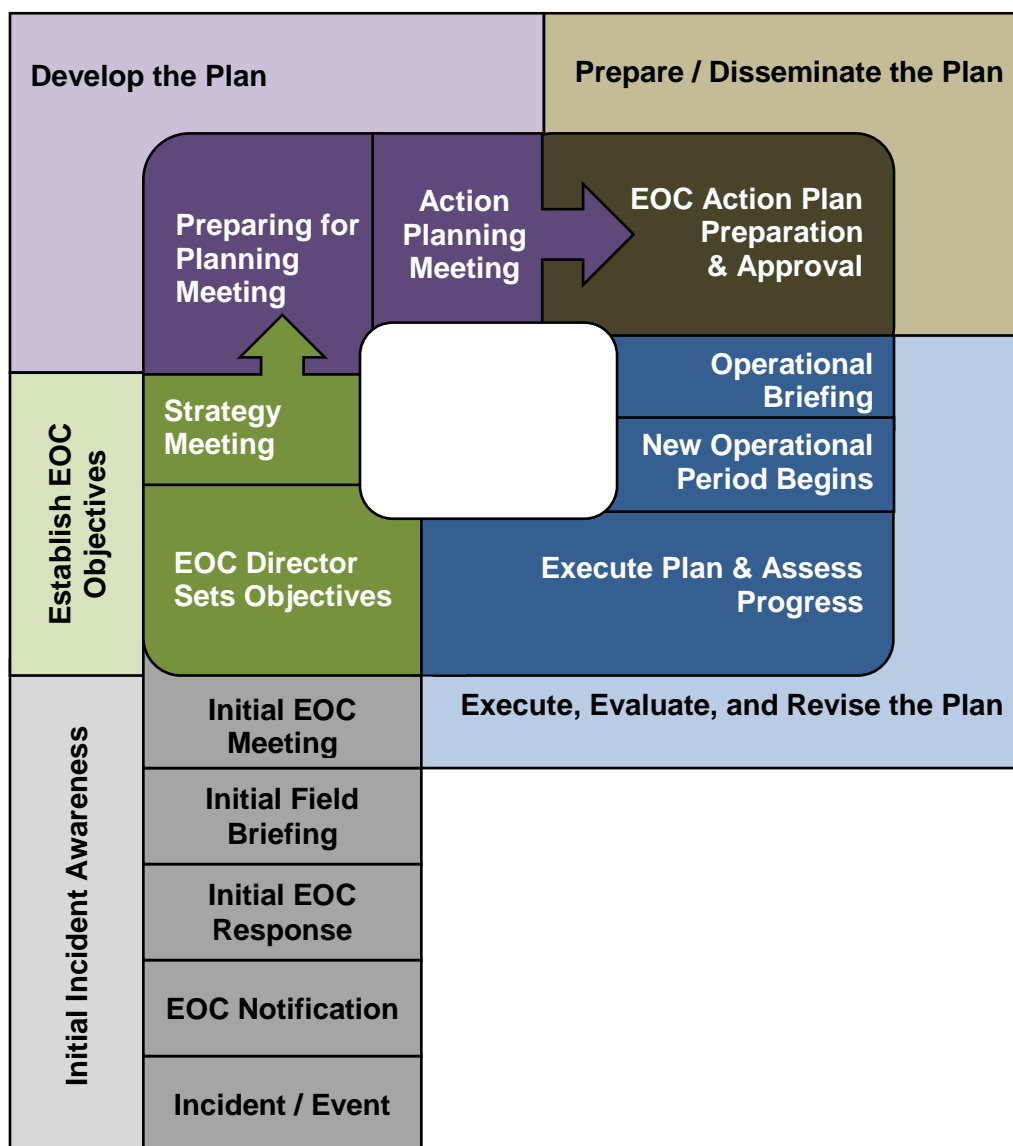 Develop the Plan
Prepare / Disseminate the Plan
Preparing for
Planning
Meeting
Action
Planning
Meeting
EOC Action Plan
Preparation
& Approval
Operational
Briefing
New Operational
Period Begins
Execute Plan & Assess
Progress
Execute, Evaluate, and Revise the Plan
Establish EOC
Objectives
Strategy
Meeting
EOC Director
Sets Objectives
Initial Incident Awareness
Initial EOC
Meeting
Initial Field
Briefing
Initial EOC
Response
EOC Notification
Incident / Event